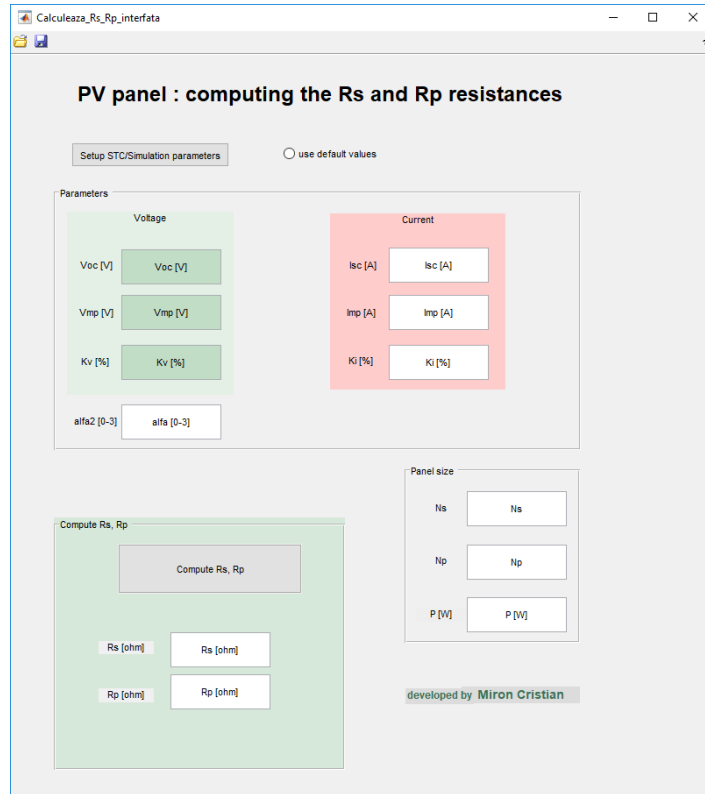 Calculeaza_Rs_Rp_interfata
PV panel : computing the Rs and Rp resistances
Setup STC/Simulation parameters
use default values
Parameters
Voltage
Voc [V] Voc [V]
Vmp [V] Vmp [V]
Kv [%] Kv [%]
alfa2 [0-3] alfa [0-3]
Current
Isc [A] Isc [A]
Imp [A] Imp [A]
Ki [%] Ki [%]
Panel size
Ns Ns
Np Np
P [W] P [W]
Compute Rs, Rp
Compute Rs, Rp
Rs [ohm] Rs [ohm]
Rp [ohm] Rp [ohm]
developed by Miron Cristian